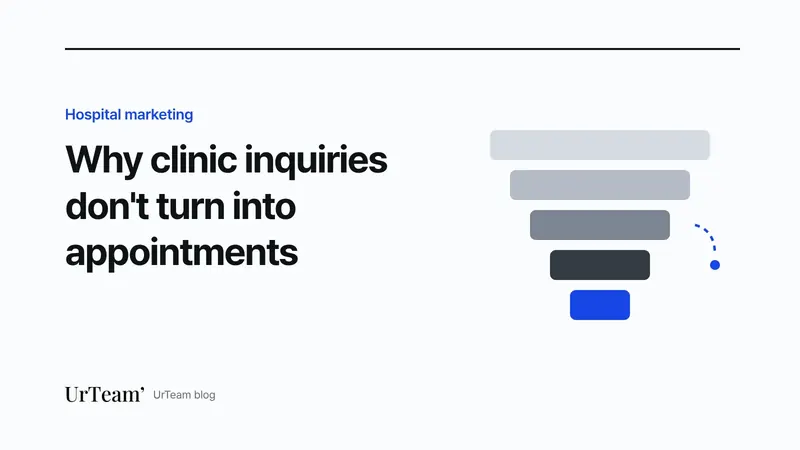 Hospital marketing
Why clinic inquiries
don't turn into
appointments
UrTeam’ UrTeam blog